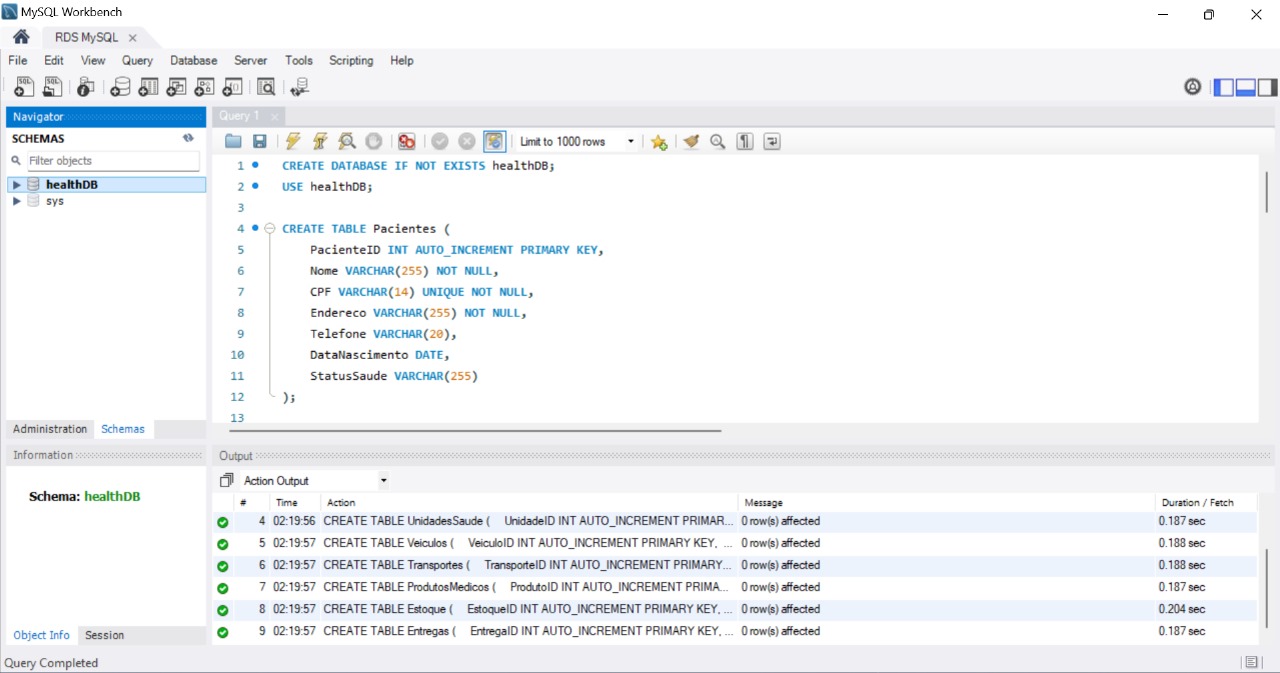 MySQL Workbench
RDS MySQL
File Edit View Query Database Server Tools Scripting Help
Navigator
Query 1
SCHEMAS
Filter objects
healthDB
sys
Limit to 1000 rows
1 CREATE DATABASE IF NOT EXISTS healthDB;
2 USE healthDB;
3
4 CREATE TABLE Pacientes (
5 PacienteID INT AUTO_INCREMENT PRIMARY KEY,
6 Nome VARCHAR(255) NOT NULL,
7 CPF VARCHAR(14) UNIQUE NOT NULL,
8 Endereco VARCHAR(255) NOT NULL,
9 Telefone VARCHAR(20),
10 DataNascimento DATE,
11 StatusSaude VARCHAR(255)
12 );
13
Administration Schemas
Information
Schema: healthDB
Output
Action Output
# Time Action Message Duration / Fetch
4 02:19:56 CREATE TABLE UnidadesSaude ( UnidadeID INT AUTO_INCREMENT PRIMAR... 0 row(s) affected 0.187 sec
5 02:19:57 CREATE TABLE Veiculos ( VeiculoID INT AUTO_INCREMENT PRIMARY KEY, ... 0 row(s) affected 0.188 sec
6 02:19:57 CREATE TABLE Transportes ( TransporteID INT AUTO_INCREMENT PRIMARY... 0 row(s) affected 0.188 sec
7 02:19:57 CREATE TABLE ProdutosMedicos ( ProdutoID INT AUTO_INCREMENT PRIMA... 0 row(s) affected 0.187 sec
8 02:19:57 CREATE TABLE Estoque ( EstoqueID INT AUTO_INCREMENT PRIMARY KEY, ... 0 row(s) affected 0.204 sec
9 02:19:57 CREATE TABLE Entregas ( EntregaID INT AUTO_INCREMENT PRIMARY KEY, ... 0 row(s) affected 0.187 sec
Object Info Session
Query Completed